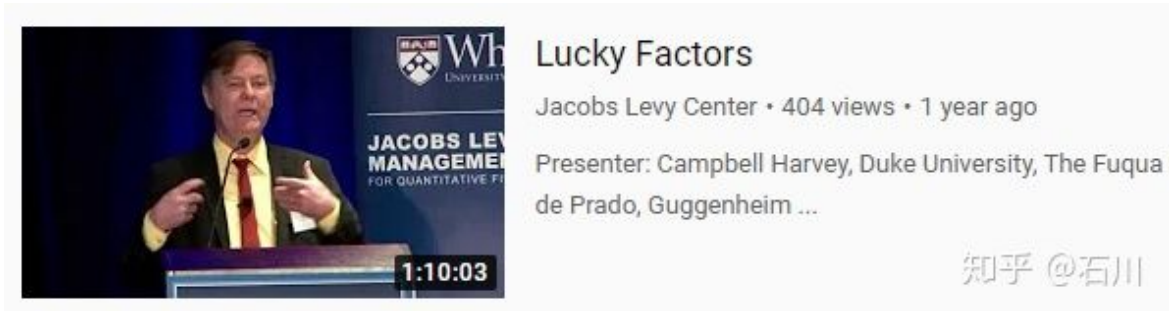 Wh
UNIVERSITY
JACOBS LEV
MANAGEME
FOR QUANTITATIVE FI
1:10:03
Lucky Factors
Jacobs Levy Center • 404 views • 1 year ago
Presenter: Campbell Harvey, Duke University, The Fuqua
de Prado, Guggenheim ...
知乎 @石川